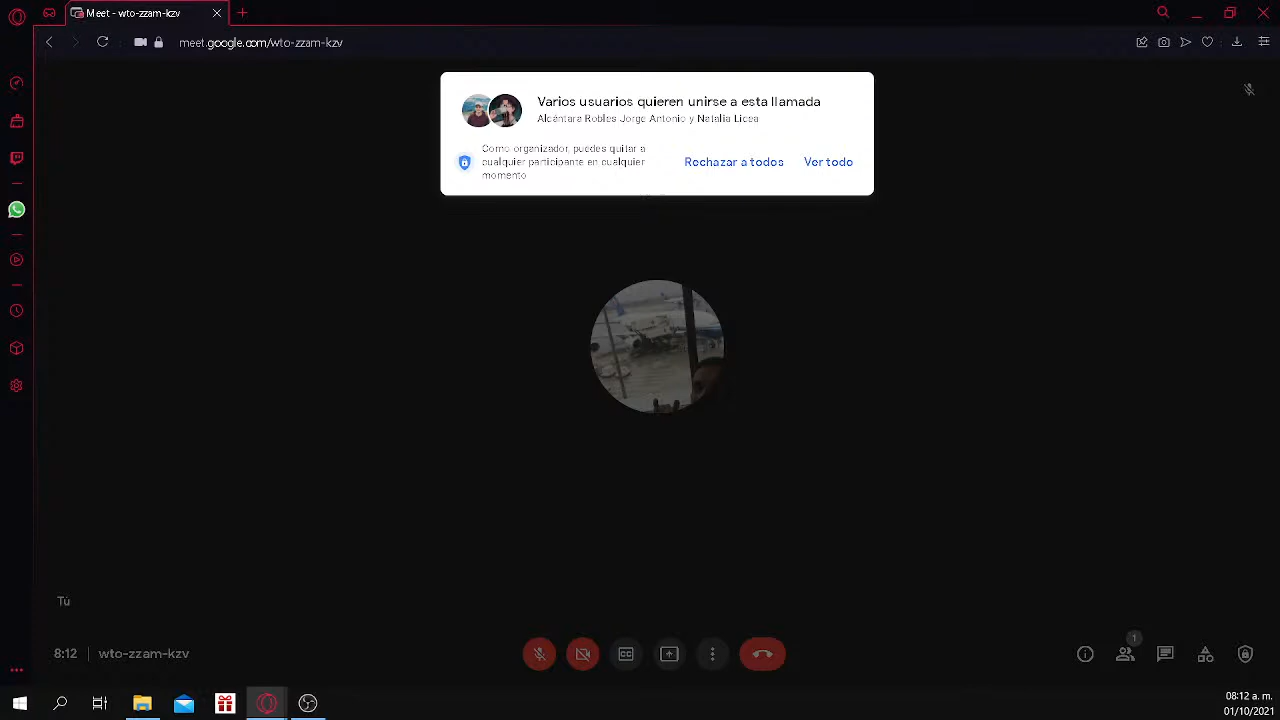 Meet - wto-zzam-kzv
meet.google.com/wto-zzam-kzv
Varios usuarios quieren unirse a esta llamada
Alcántara Robles Jorge Antonio y Natalia Licea
Como organizador, puedes quitar a
cualquier participante en cualquier
momento
Rechazar a todos
Ver todo
Tú
8:12 | wto-zzam-kzv
CC
1
08:12 a. m.
01/10/2021